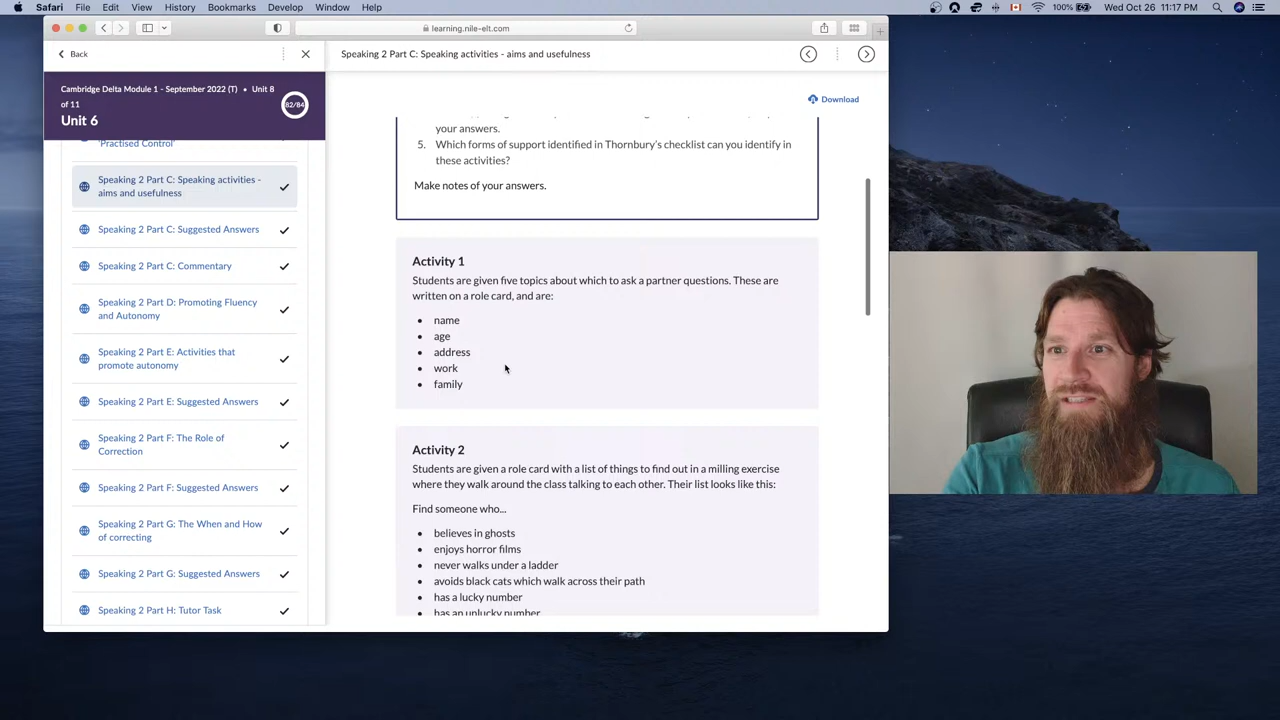 Safari File Edit View History Bookmarks Develop Window Help
100% Wed Oct 26 11:17 PM
learning.nile-elt.com
Back
Speaking 2 Part C: Speaking activities - aims and usefulness
Cambridge Delta Module 1 - September 2022 (T) • Unit 8
of 11
82/84
Unit 6
Download
'Practised Control'
Speaking 2 Part C: Speaking activities -
aims and usefulness
Speaking 2 Part C: Suggested Answers
Speaking 2 Part C: Commentary
Speaking 2 Part D: Promoting Fluency
and Autonomy
Speaking 2 Part E: Activities that
promote autonomy
Speaking 2 Part E: Suggested Answers
Speaking 2 Part F: The Role of
Correction
Speaking 2 Part F: Suggested Answers
Speaking 2 Part G: The When and How
of correcting
Speaking 2 Part G: Suggested Answers
Speaking 2 Part H: Tutor Task
your answers.
5. Which forms of support identified in Thornbury's checklist can you identify in
these activities?
Make notes of your answers.
Activity 1
Students are given five topics about which to ask a partner questions. These are
written on a role card, and are:
• name
• age
• address
• work
• family
Activity 2
Students are given a role card with a list of things to find out in a milling exercise
where they walk around the class talking to each other. Their list looks like this:
Find someone who...
• believes in ghosts
• enjoys horror films
• never walks under a ladder
• avoids black cats which walk across their path
• has a lucky number
• has an unlucky number